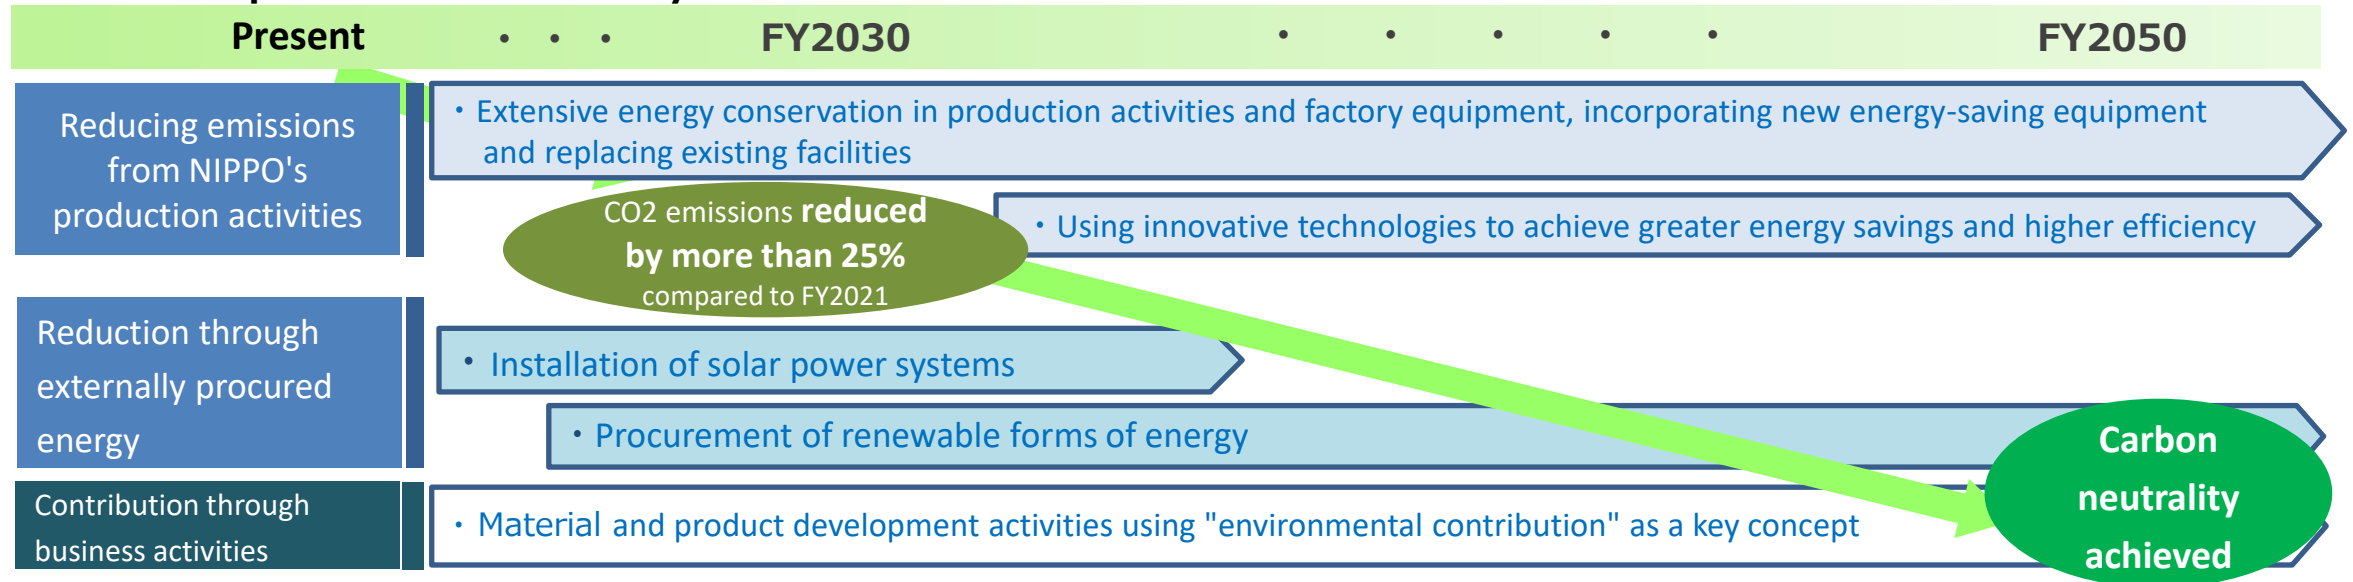 Present ・ ・ ・ FY2030 ・ ・ ・ ・ ・ FY2050
Reducing emissions
from NIPPO's
production activities
・Extensive energy conservation in production activities and factory equipment, incorporating new energy-saving equipment
and replacing existing facilities
CO2 emissions reduced
by more than 25%
compared to FY2021
・Using innovative technologies to achieve greater energy savings and higher efficiency
Reduction through
externally procured
energy
・Installation of solar power systems
・Procurement of renewable forms of energy
Contribution through
business activities
・Material and product development activities using "environmental contribution" as a key concept
Carbon
neutrality
achieved